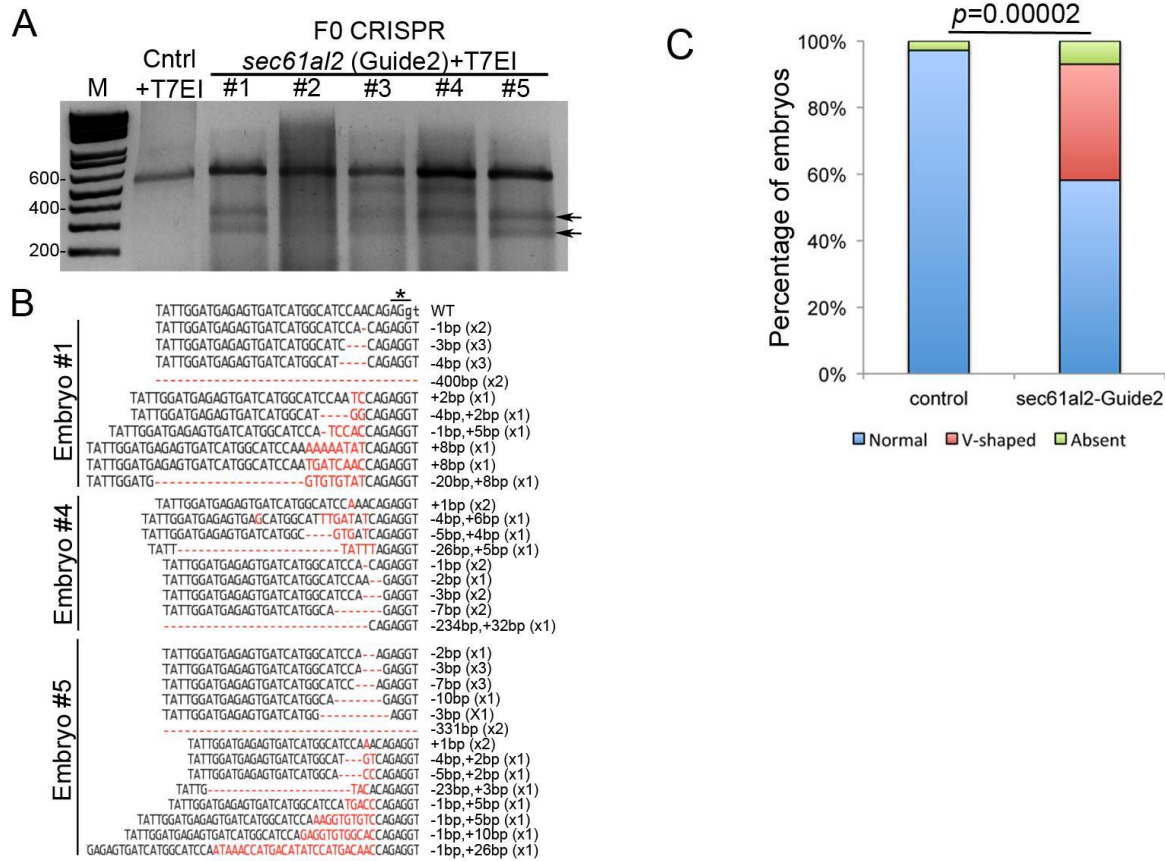 A
F0 CRISPR
Cntrl sec61al2 (Guide2)+T7EI
M +T7EI #1 #2 #3 #4 #5
600-
400-
200-
B
*
TATTGGATGAGAGTGATCATGGCATCCAACAGAGgt WT
Embryo #1
TATTGGATGAGAGTGATCATGGCATCCA-CAGAGGT -1bp (x2)
TATTGGATGAGAGTGATCATGGCATC---CAGAGGT -3bp (x3)
TATTGGATGAGAGTGATCATGGCAT----CAGAGGT -4bp (x3)
------------------------------------ -400bp (x2)
TATTGGATGAGAGTGATCATGGCATCCAATCCAGAGGT +2bp (x1)
TATTGGATGAGAGTGATCATGGCAT----GGCAGAGGT -4bp,+2bp (x1)
TATTGGATGAGAGTGATCATGGCATCCA-TCCACCAGAGGT -1bp,+5bp (x1)
TATTGGATGAGAGTGATCATGGCATCCAAAAAAATATCAGAGGT +8bp (x1)
TATTGGATGAGAGTGATCATGGCATCCAATGATCAACCAGAGGT +8bp (x1)
TATTGGATG--------------------GTGTGTATCAGAGGT -20bp,+8bp (x1)
Embryo #4
TATTGGATGAGAGTGATCATGGCATCCAAACAGAGGT +1bp (x2)
TATTGGATGAGAGTGAGCATGGCATTTGATATCAGAGGT -4bp,+6bp (x1)
TATTGGATGAGAGTGATCATGGC-----GTGATCAGAGGT -5bp,+4bp (x1)
TATT--------------------------TATTTAGAGGT -26bp,+5bp (x1)
TATTGGATGAGAGTGATCATGGCATCCA-CAGAGGT -1bp (x2)
TATTGGATGAGAGTGATCATGGCATCCAA--GAGGT -2bp (x1)
TATTGGATGAGAGTGATCATGGCATCCA---GAGGT -3bp (x2)
TATTGGATGAGAGTGATCATGGCA-------GAGGT -7bp (x2)
-----------------------------CAGAGGT -234bp,+32bp (x1)
Embryo #5
TATTGGATGAGAGTGATCATGGCATCCA--AGAGGT -2bp (x1)
TATTGGATGAGAGTGATCATGGCATCCA---GAGGT -3bp (x3)
TATTGGATGAGAGTGATCATGGCATCC---AGAGGT -7bp (x3)
TATTGGATGAGAGTGATCATGGCA-------GAGGT -10bp (x1)
TATTGGATGAGAGTGATCATGG----------AGGT -3bp (X1)
------------------------------------ -331bp (x2)
TATTGGATGAGAGTGATCATGGCATCCAAACAGAGGT +1bp (x2)
TATTGGATGAGAGTGATCATGGCAT---GTCAGAGGT -4bp,+2bp (x1)
TATTGGATGAGAGTGATCATGGCA----CCCAGAGGT -5bp,+2bp (x1)
TATTG-----------------------TACACAGAGGT -23bp,+3bp (x1)
TATTGGATGAGAGTGATCATGGCATCCATGACCCAGAGGT -1bp,+5bp (x1)
TATTGGATGAGAGTGATCATGGCATCCAAAGGTGTGTCCAGAGGT -1bp,+5bp (x1)
TATTGGATGAGAGTGATCATGGCATCCAGAGGTGTGGCACCAGAGGT -1bp,+10bp (x1)
GAGAGTGATCATGGCATCCAATAAACCATGACATATCCATGACAACCAGAGGT -1bp,+26bp (x1)
C
p=0.00002
Percentage of embryos
100%
80%
60%
40%
20%
0%
control sec61al2-Guide2
Normal V-shaped Absent